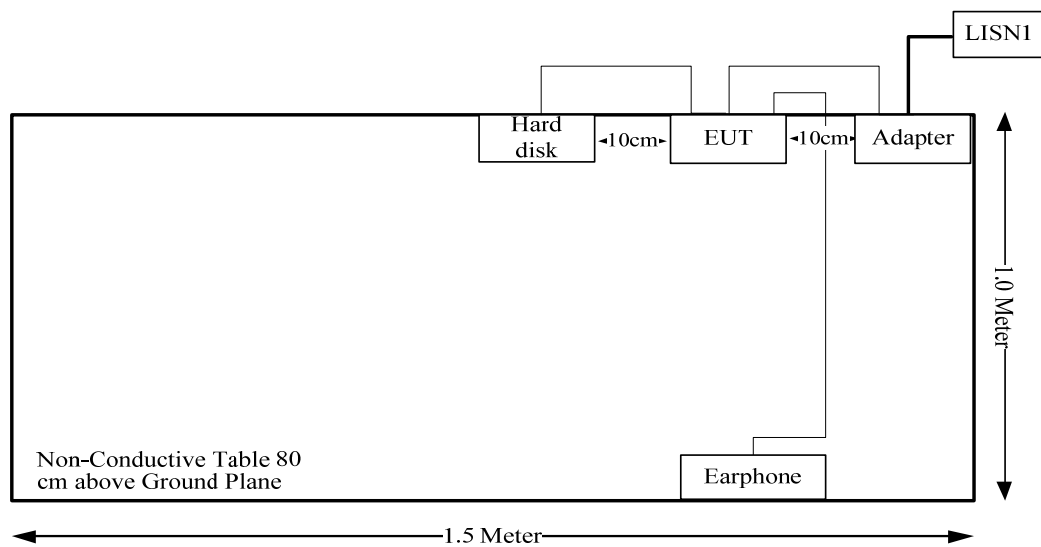 LISN1
Hard
disk
10cm
EUT
10cm
Adapter
1.0 Meter
Non-Conductive Table 80
cm above Ground Plane
Earphone
1.5 Meter